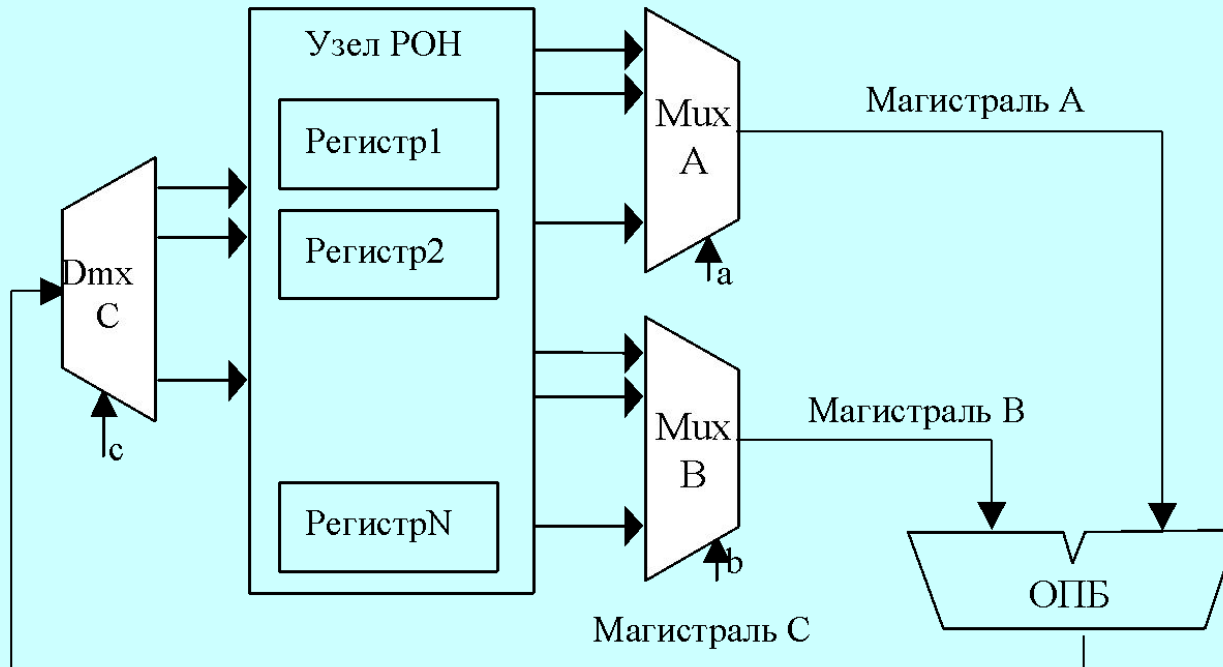 Узел РОН
Регистр1
Регистр2
РегистрN
Dmx
C
c
Mux
A
a
Магистраль А
Mux
B
b
Магистраль В
ОПБ
Магистраль С